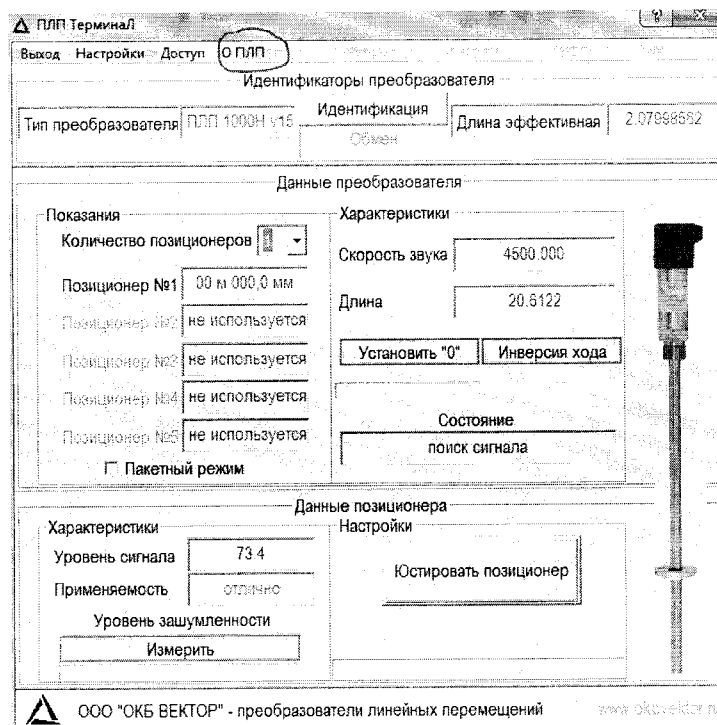 ПЛП ТерминаЛ
Выход Настройки Доступ О ПЛП
Идентификаторы преобразователя
Тип преобразователя ПЛП 1000Н v15 Идентификация Длина эффективная 2.07998562
Обмен
Данные преобразователя
Показания Характеристики
Количество позиционеров
Скорость звука 4500.000
Позиционер №1 00 м 000,0 мм
Длина 20.6122
Позиционер №2 не используется
Установить "0" Инверсия хода
Позиционер №3 не используется
Позиционер №4 не используется
Состояние
Позиционер №5 не используется
поиск сигнала
Пакетный режим
Данные позиционера
Характеристики Настройки
Уровень сигнала 73.4
Юстировать позиционер
Применяемость отлично
Уровень зашумленности
Измерить
ООО "ОКБ ВЕКТОР" - преобразователи линейных перемещений www.okbvektor.ru